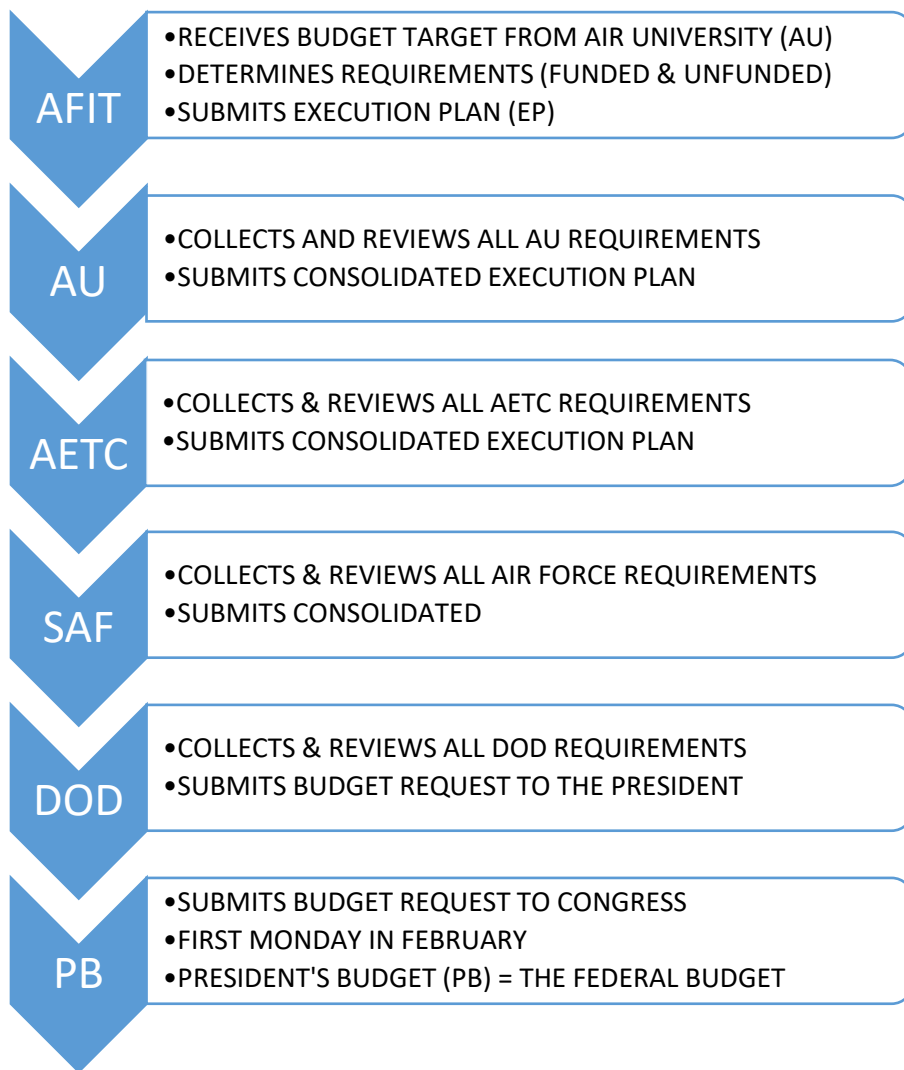 AFIT
•RECEIVES BUDGET TARGET FROM AIR UNIVERSITY (AU)
•DETERMINES REQUIREMENTS (FUNDED & UNFUNDED)
•SUBMITS EXECUTION PLAN (EP)
AU
•COLLECTS AND REVIEWS ALL AU REQUIREMENTS
•SUBMITS CONSOLIDATED EXECUTION PLAN
AETC
•COLLECTS & REVIEWS ALL AETC REQUIREMENTS
•SUBMITS CONSOLIDATED EXECUTION PLAN
SAF
•COLLECTS & REVIEWS ALL AIR FORCE REQUIREMENTS
•SUBMITS CONSOLIDATED
DOD
•COLLECTS & REVIEWS ALL DOD REQUIREMENTS
•SUBMITS BUDGET REQUEST TO THE PRESIDENT
PB
•SUBMITS BUDGET REQUEST TO CONGRESS
•FIRST MONDAY IN FEBRUARY
•PRESIDENT'S BUDGET (PB) = THE FEDERAL BUDGET